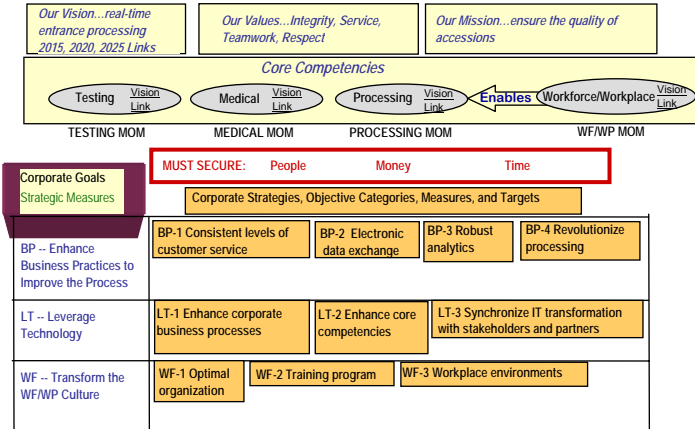 Our Vision…real-time
entrance processing
2015, 2020, 2025 Links
Our Values…Integrity, Service,
Teamwork, Respect
Our Mission…ensure the quality of
accessions
Core Competencies
Testing Vision
Link
Medical Vision
Link
Processing Vision
Link
Enables
Workforce/Workplace Vision
Link
TESTING MOM
MEDICAL MOM
PROCESSING MOM
WF/WP MOM
MUST SECURE: People Money Time
Corporate Goals
Strategic Measures
Corporate Strategies, Objective Categories, Measures, and Targets
BP -- Enhance
Business Practices to
Improve the Process
BP-1 Consistent levels of
customer service
BP-2 Electronic
data exchange
BP-3 Robust
analytics
BP-4 Revolutionize
processing
LT -- Leverage
Technology
LT-1 Enhance corporate
business processes
LT-2 Enhance core
competencies
LT-3 Synchronize IT transformation
with stakeholders and partners
WF -- Transform the
WF/WP Culture
WF-1 Optimal
organization
WF-2 Training program
WF-3 Workplace environments